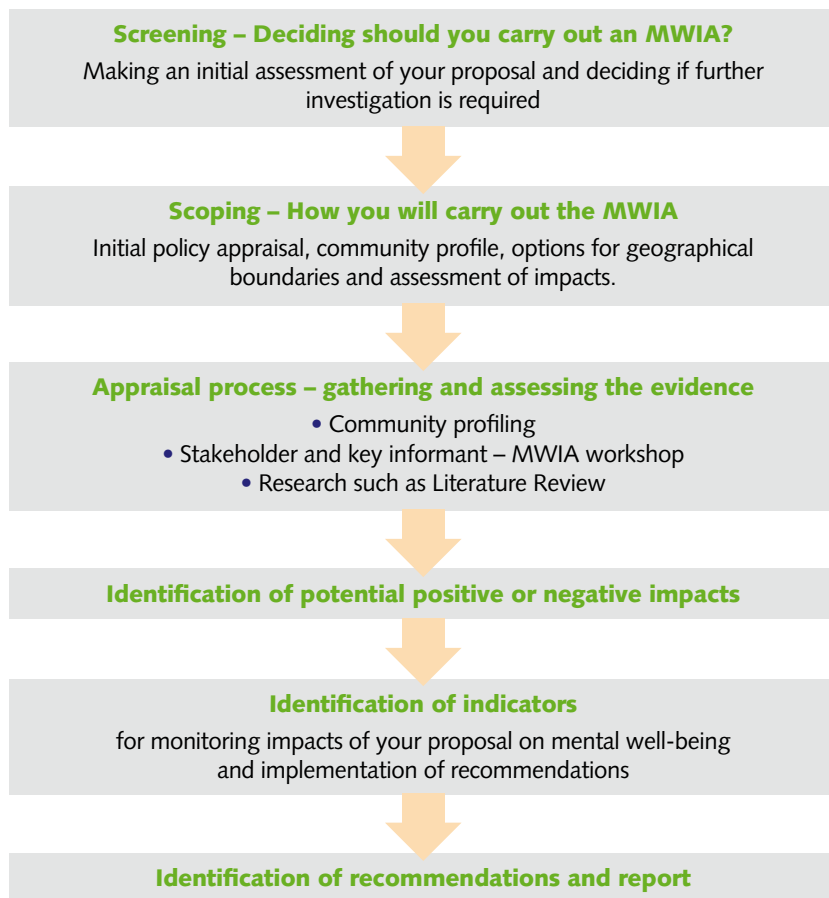 Screening – Deciding should you carry out an MWIA?
Making an initial assessment of your proposal and deciding if further
investigation is required
Scoping – How you will carry out the MWIA
Initial policy appraisal, community profile, options for geographical
boundaries and assessment of impacts.
Appraisal process – gathering and assessing the evidence
• Community profiling
• Stakeholder and key informant – MWIA workshop
• Research such as Literature Review
Identification of potential positive or negative impacts
Identification of indicators
for monitoring impacts of your proposal on mental well-being
and implementation of recommendations
Identification of recommendations and report